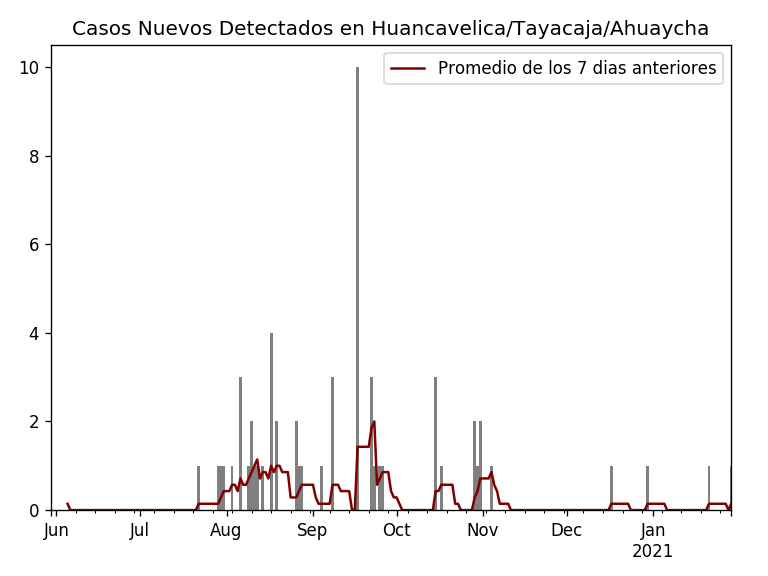 Casos Nuevos Detectados en Huancavelica/Tayacaja/Ahuaycha
Promedio de los 7 dias anteriores
10
8
6
4
2
0
Jun Jul Aug Sep Oct Nov Dec Jan
2021